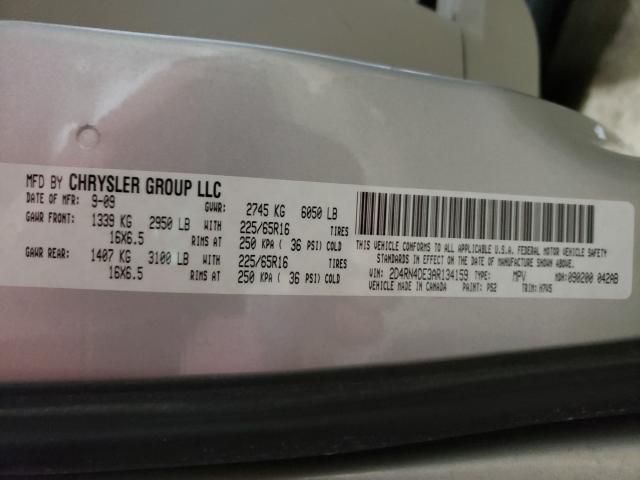 MFD BY CHRYSLER GROUP LLC
DATE OF MFR: 9-09 GVWR: 2745 KG 6050 LB
GAWR FRONT: 1339 KG 2950 LB WITH 225/65R16 TIRES
16X6.5 RIMS AT 250 KPA ( 36 PSI) COLD
GAWR REAR: 1407 KG 3100 LB WITH 225/65R16 TIRES
16X6.5 RIMS AT 250 KPA ( 36 PSI) COLD
THIS VEHICLE CONFORMS TO ALL APPLICABLE U.S.A. FEDERAL MOTOR VEHICLE SAFETY
STANDARDS IN EFFECT ON THE DATE OF MANUFACTURE SHOWN ABOVE.
VIN: 2D4RN4DE3AR134159 TYPE: MPV MDH: 090200 042AB
VEHICLE MADE IN CANADA PAINT: PS2 TRIM: H7V5